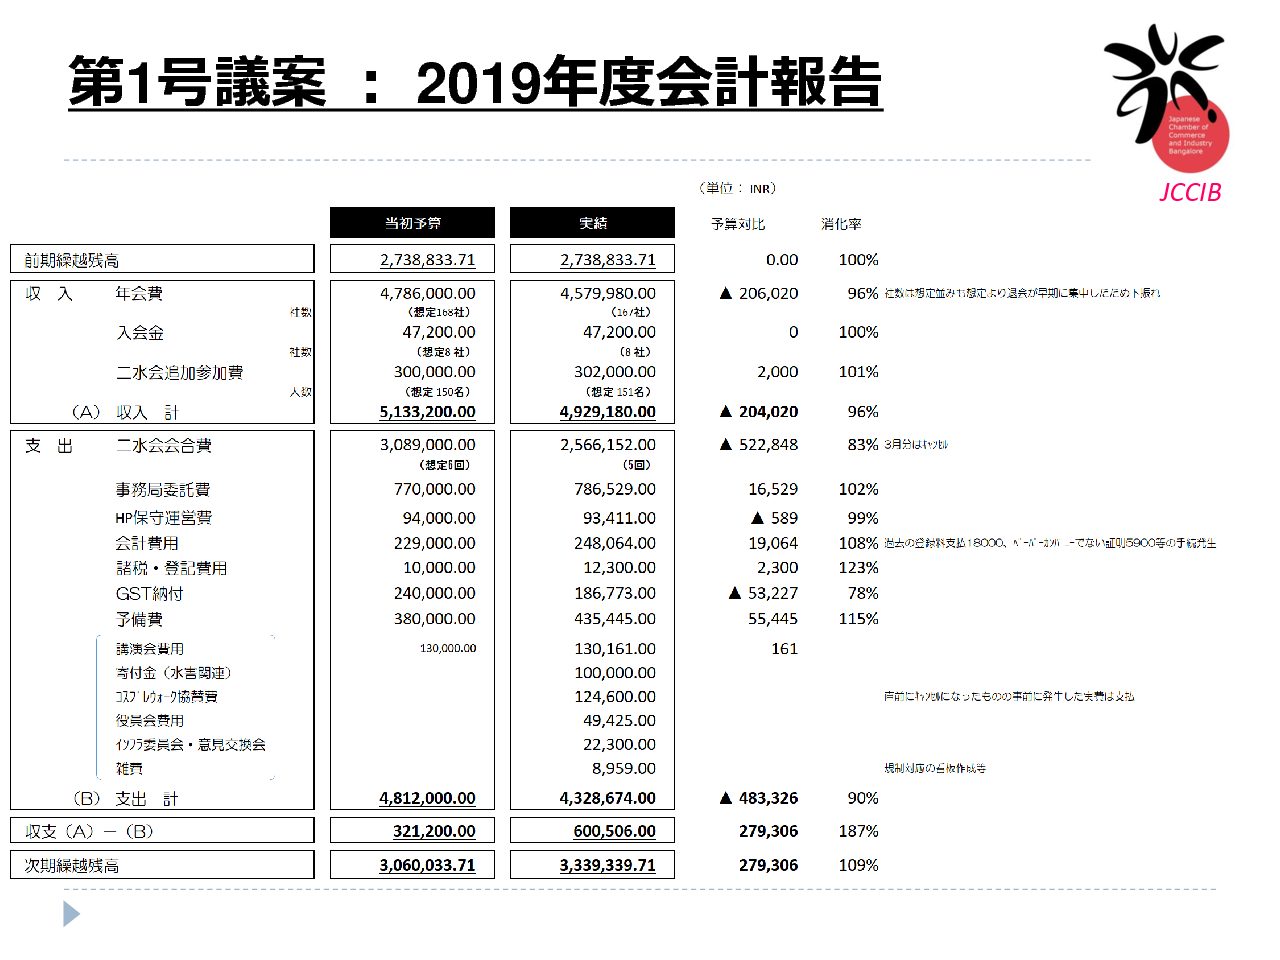 第1号議案 ： 2019年度会計報告
Japanese
Chamber of
Commerce
and Industry
Bangalore
JCCIB
（単位： INR）
当初予算 実績 予算対比 消化率
前期繰越残高 2,738,833.71 2,738,833.71 0.00 100%
収 入 年会費 4,786,000.00 4,579,980.00 ▲ 206,020 96% 社数は想定並みも想定より退会が早期に集中したため下振れ
社数 （想定168社） （167社）
入会金 47,200.00 47,200.00 0 100%
社数 （想定8 社） （8 社）
二水会追加参加費 300,000.00 302,000.00 2,000 101%
人数 （想定 150名） （想定 151名）
（A） 収入 計 5,133,200.00 4,929,180.00 ▲ 204,020 96%
支 出 二水会会合費 3,089,000.00 2,566,152.00 ▲ 522,848 83% 3月分はｷｬﾝｾﾙ
（想定6回） （5回）
事務局委託費 770,000.00 786,529.00 16,529 102%
HP保守運営費 94,000.00 93,411.00 ▲ 589 99%
会計費用 229,000.00 248,064.00 19,064 108% 過去の登録料支払18000、ﾍﾟｰﾊﾟｰｶﾝﾊﾟﾆｰでない証明5900等の手続発生
諸税・登記費用 10,000.00 12,300.00 2,300 123%
GST納付 240,000.00 186,773.00 ▲ 53,227 78%
予備費 380,000.00 435,445.00 55,445 115%
講演会費用 130,000.00 130,161.00 161
寄付金（水害関連） 100,000.00
ｺｽﾌﾟﾚｳｫｰｸ協賛費 124,600.00 直前にｷｬﾝｾﾙになったものの事前に発生した実費は支払
役員会費用 49,425.00
ｲﾝﾌﾗ委員会・意見交換会 22,300.00
雑費 8,959.00 規制対応の看板作成等
（B） 支出 計 4,812,000.00 4,328,674.00 ▲ 483,326 90%
収支（A）－（B） 321,200.00 600,506.00 279,306 187%
次期繰越残高 3,060,033.71 3,339,339.71 279,306 109%